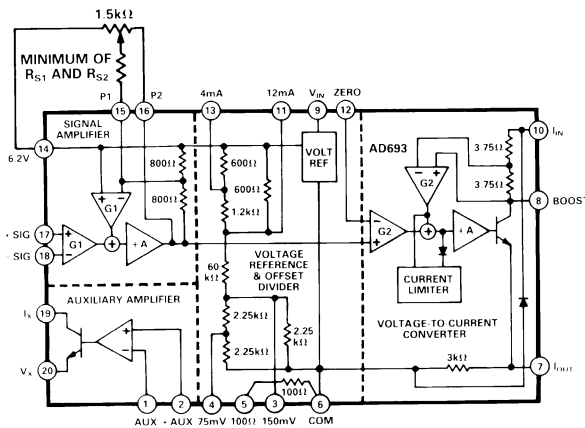 1.5kΩ
MINIMUM OF
RS1 AND RS2
P1 P2 4mA 12mA VIN ZERO
15 16 13 11 9 12
SIGNAL
AMPLIFIER
AD693
IIN
10
6.2V 14
800Ω
800Ω
600Ω
600Ω
1.2kΩ
VOLT
REF
3.75Ω
3.75Ω
+ -
G1
+ -
G2
8 BOOST
+ SIG 17
- SIG 18
+
-
G1
+
+A
-
+
G2
+
+A
60
kΩ
VOLTAGE
REFERENCE
& OFFSET
DIVIDER
CURRENT
LIMITER
AUXILIARY AMPLIFIER
IX 19
VX 20
+
-
2.25kΩ
2.25kΩ
2.25
kΩ
VOLTAGE-TO-CURRENT
CONVERTER
3kΩ
7 IOUT
100Ω
1 2 4 5 3 6
AUX + AUX 75mV 100Ω 150mV COM